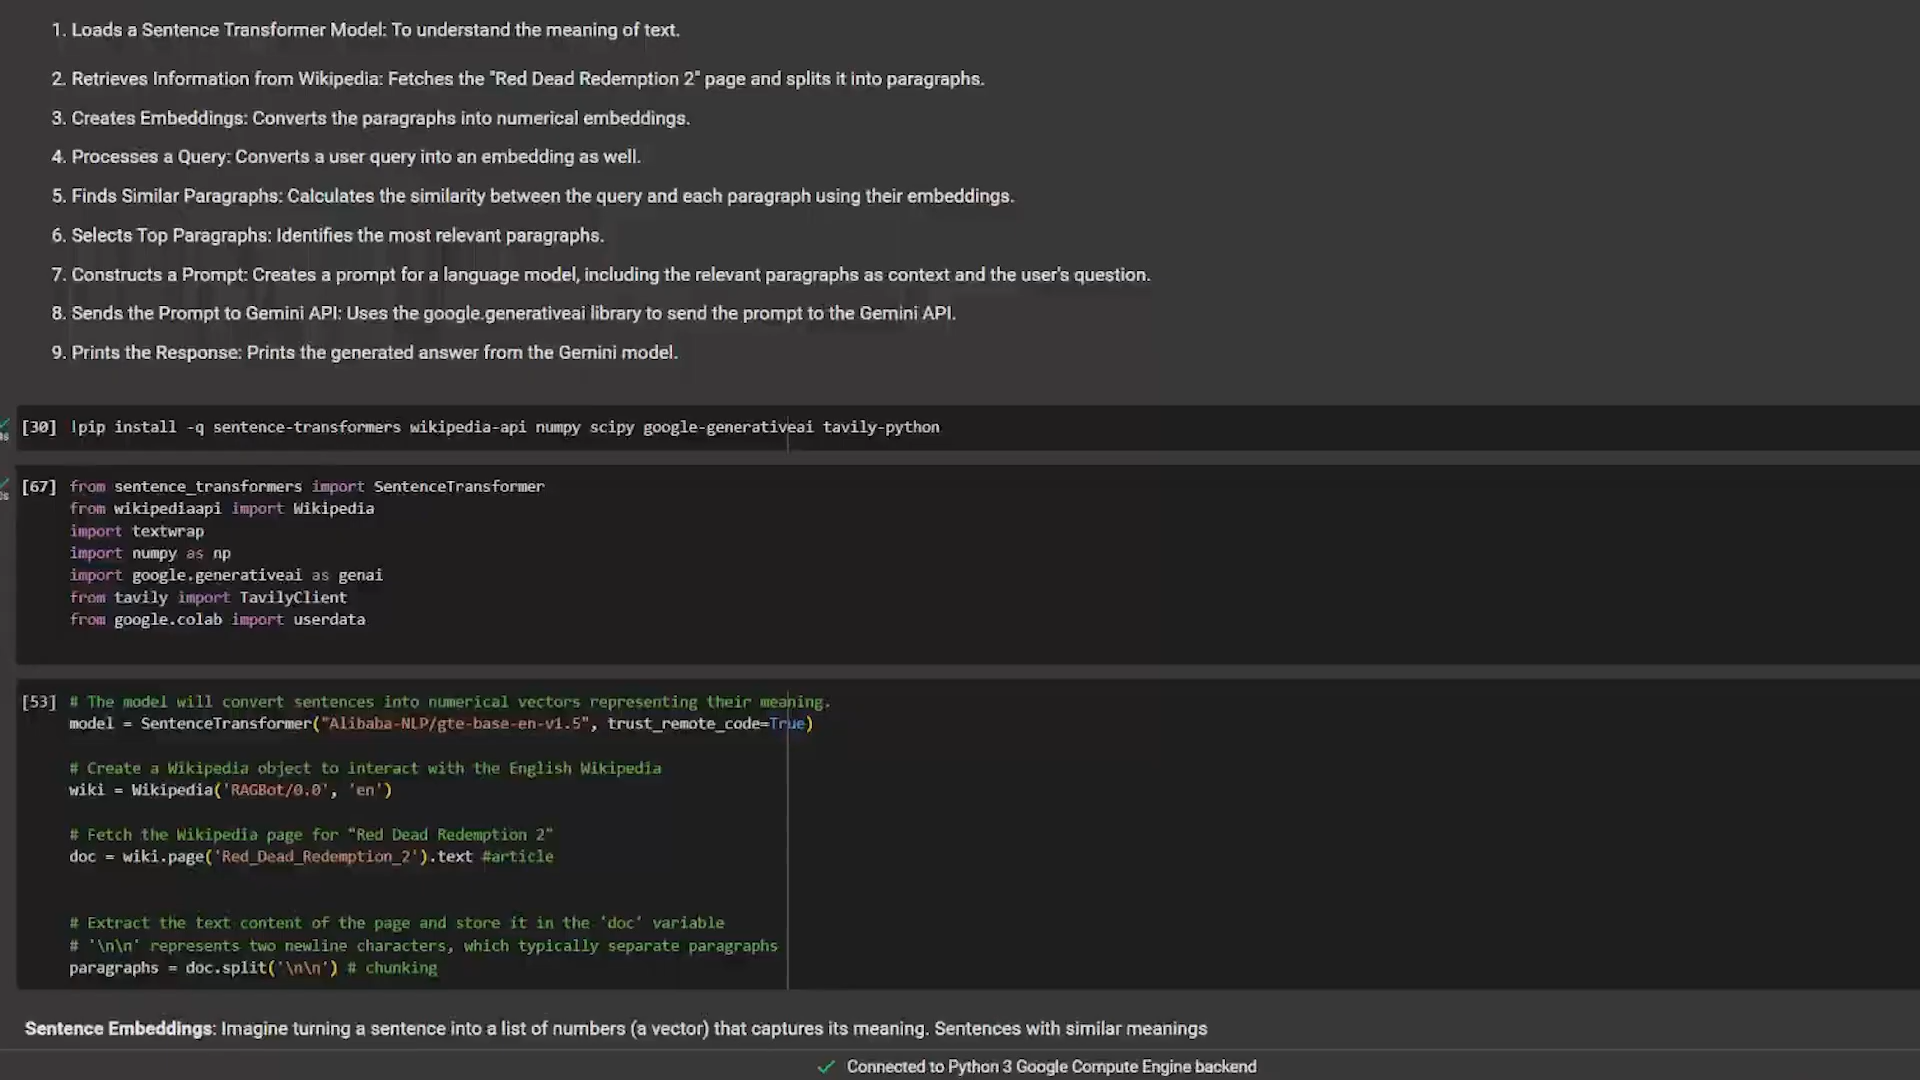 1. Loads a Sentence Transformer Model: To understand the meaning of text.
2. Retrieves Information from Wikipedia: Fetches the "Red Dead Redemption 2" page and splits it into paragraphs.
3. Creates Embeddings: Converts the paragraphs into numerical embeddings.
4. Processes a Query: Converts a user query into an embedding as well.
5. Finds Similar Paragraphs: Calculates the similarity between the query and each paragraph using their embeddings.
6. Selects Top Paragraphs: Identifies the most relevant paragraphs.
7. Constructs a Prompt: Creates a prompt for a language model, including the relevant paragraphs as context and the user's question.
8. Sends the Prompt to Gemini API: Uses the google.generativeai library to send the prompt to the Gemini API.
9. Prints the Response: Prints the generated answer from the Gemini model.
[30] !pip install -q sentence-transformers wikipedia-api numpy scipy google-generativeai tavily-python
[67] from sentence_transformers import SentenceTransformer
from wikipediaapi import Wikipedia
import textwrap
import numpy as np
import google.generativeai as genai
from tavily import TavilyClient
from google.colab import userdata
[53] # The model will convert sentences into numerical vectors representing their meaning.
model = SentenceTransformer("Alibaba-NLP/gte-base-en-v1.5", trust_remote_code=True)
# Create a Wikipedia object to interact with the English Wikipedia
wiki = Wikipedia('RAGBot/0.0', 'en')
# Fetch the Wikipedia page for "Red Dead Redemption 2"
doc = wiki.page('Red_Dead_Redemption_2').text #article
# Extract the text content of the page and store it in the 'doc' variable
# '\n\n' represents two newline characters, which typically separate paragraphs
paragraphs = doc.split('\n\n') # chunking
Sentence Embeddings: Imagine turning a sentence into a list of numbers (a vector) that captures its meaning. Sentences with similar meanings
Connected to Python 3 Google Compute Engine backend